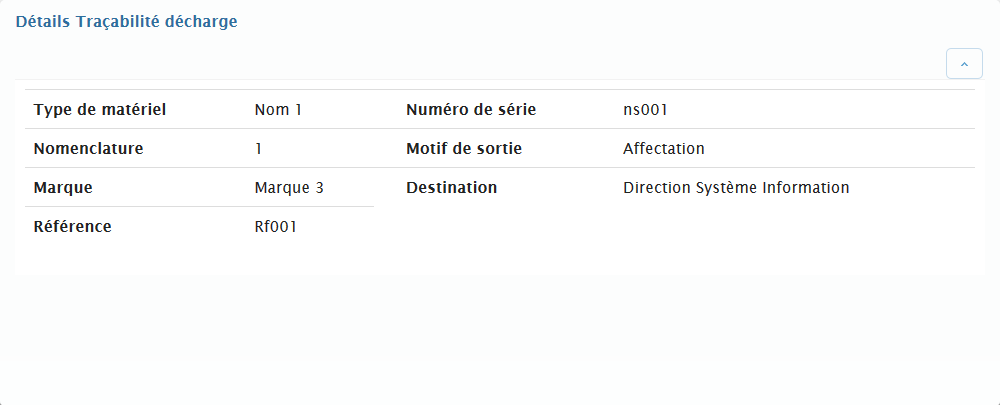 Détails Traçabilité décharge
Type de matériel Nom 1 Numéro de série ns001
Nomenclature 1 Motif de sortie Affectation
Marque Marque 3 Destination Direction Système Information
Référence Rf001